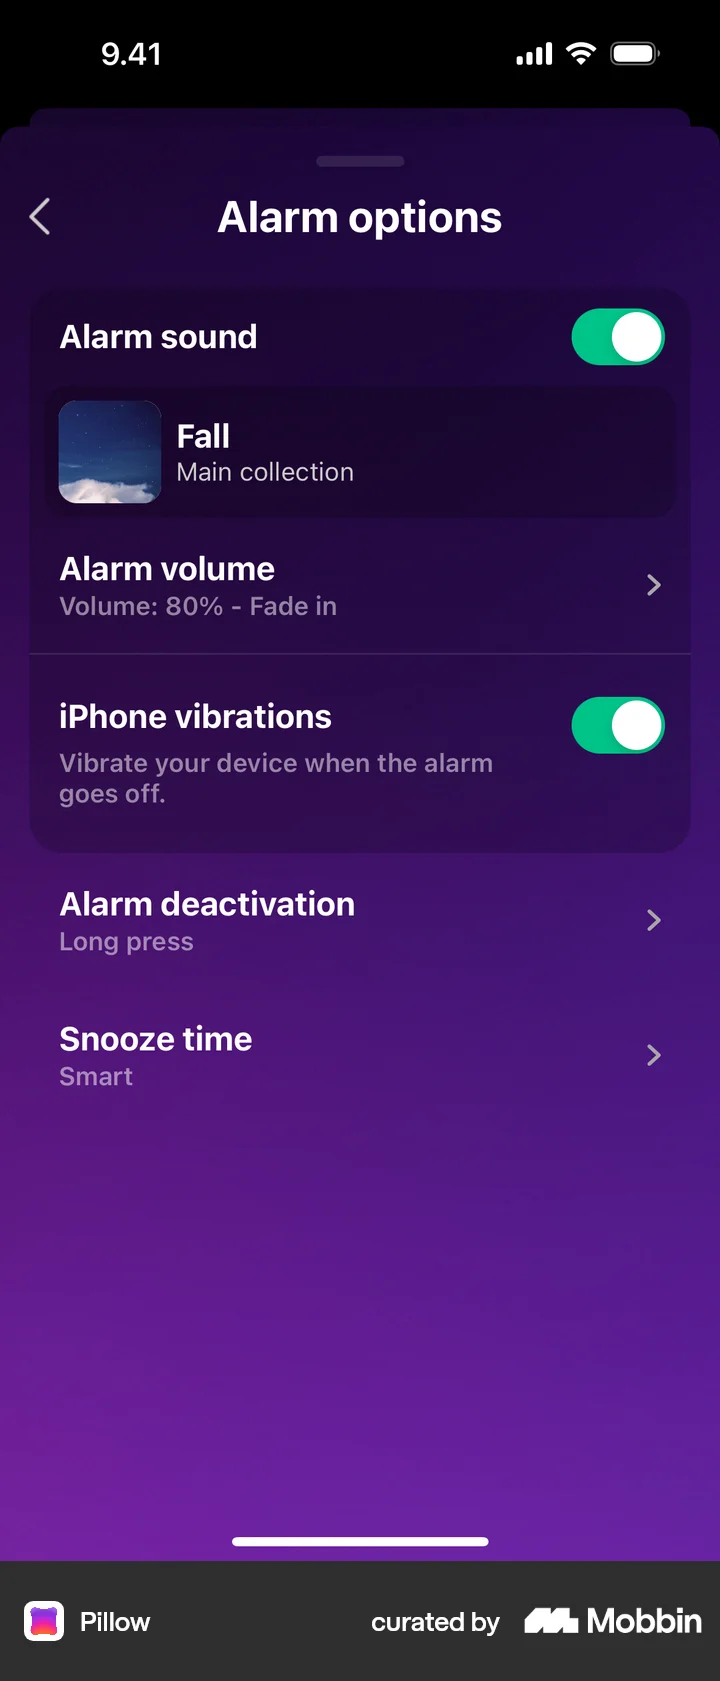 9.41
Alarm options
Alarm sound
Fall
Main collection
Alarm volume
Volume: 80% - Fade in
iPhone vibrations
Vibrate your device when the alarm
goes off.
Alarm deactivation
Long press
Snooze time
Smart
Pillow
curated by
Mobbin